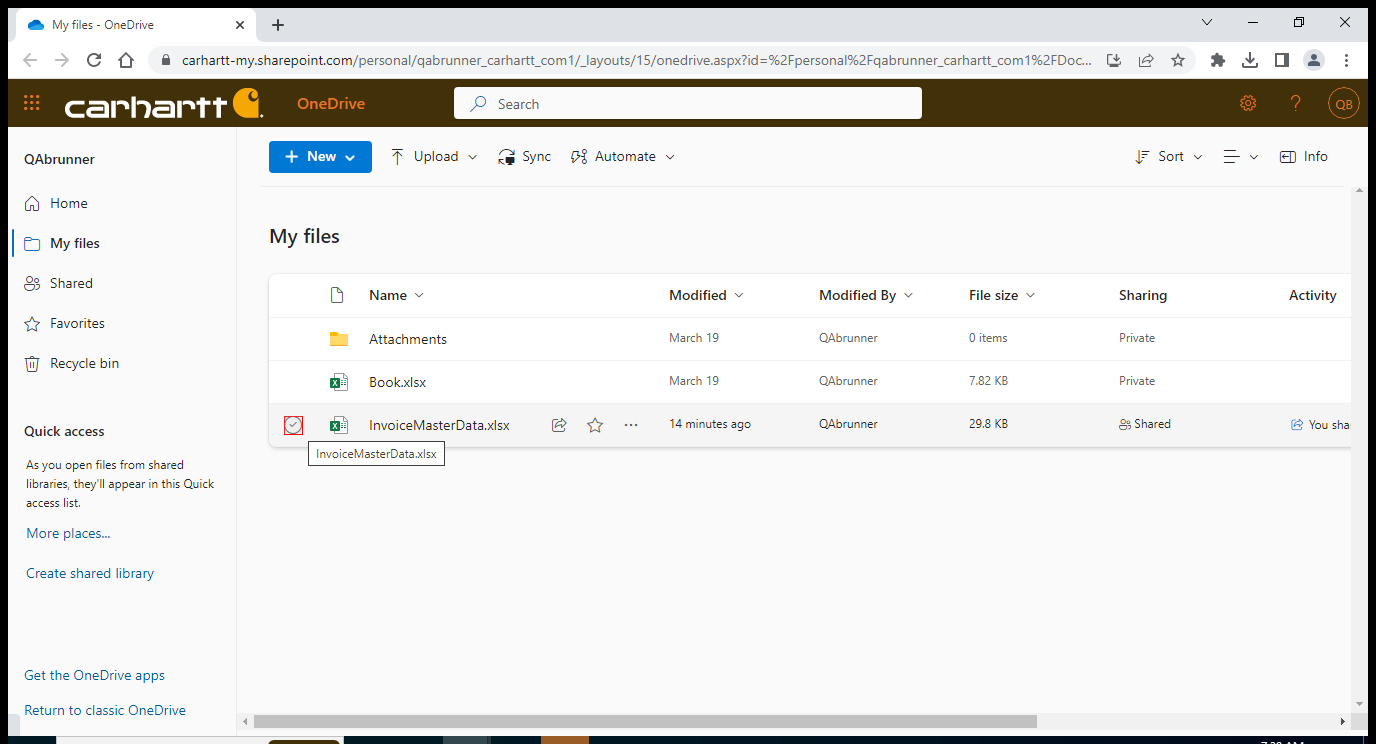 My files - OneDrive
carhartt-my.sharepoint.com/personal/qabrunner_carhartt_com1/_layouts/15/onedrive.aspx?id=%2Fpersonal%2Fqabrunner_carhartt_com1%2FDoc...
carhartt OneDrive Search QB
QAbrunner
Home
My files
Shared
Favorites
Recycle bin
Quick access
As you open files from shared
libraries, they'll appear in this Quick
access list.
More places...
Create shared library
Get the OneDrive apps
Return to classic OneDrive
New Upload Sync Automate Sort Info
My files
Name Modified Modified By File size Sharing Activity
Attachments March 19 QAbrunner 0 items Private
Book.xlsx March 19 QAbrunner 7.82 KB Private
InvoiceMasterData.xlsx 14 minutes ago QAbrunner 29.8 KB Shared You sha
InvoiceMasterData.xlsx